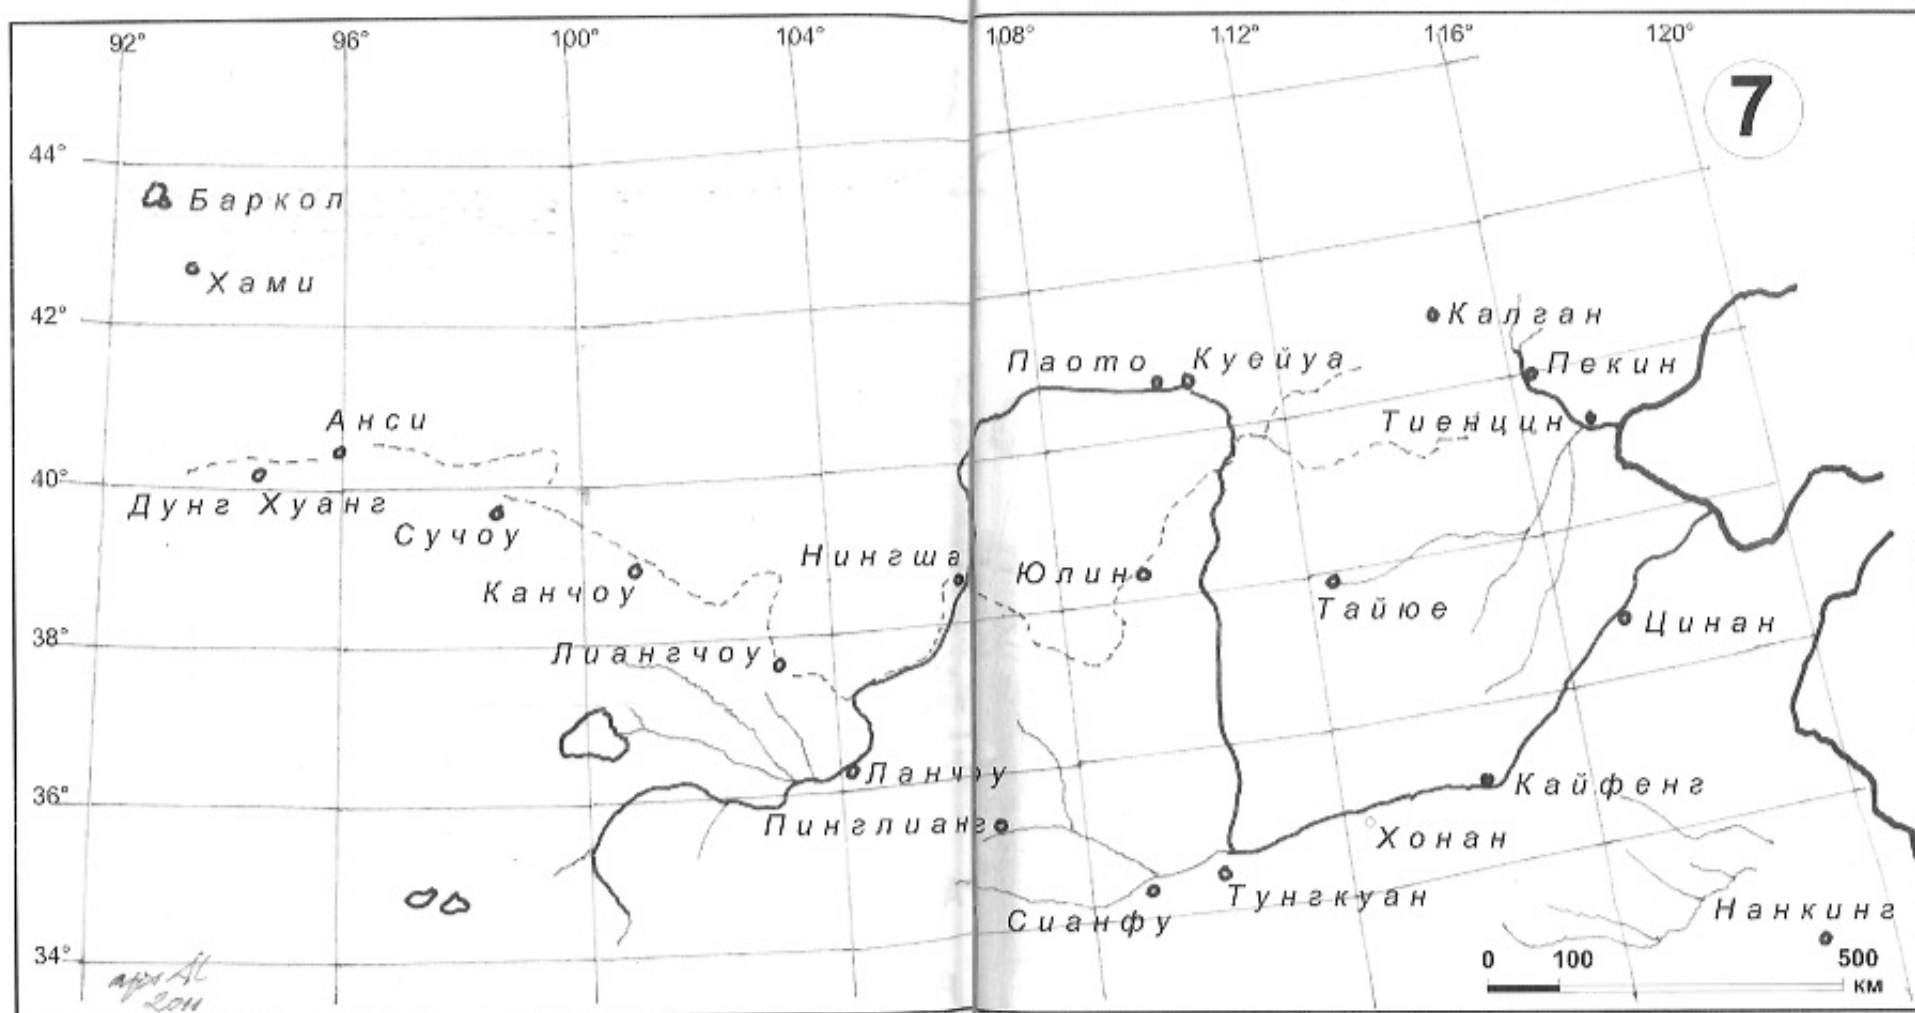 92° 96° 100° 104° 108° 112° 116° 120°
7
44°
Баркол
Хами
42°
Калган
Паото Куейуа
Пекин
Анси
Тиенцин
40°
Дунг Хуанг
Сучоу
Нингша
Юлин
Канчоу
Тайюе
38°
Цинан
Лиангчоу
Ланчоу
36°
Кайфенг
Пинглианг
Хонан
Тунгкуан
Сианфу
Нанкинг
34°
0 100 500
км
2011